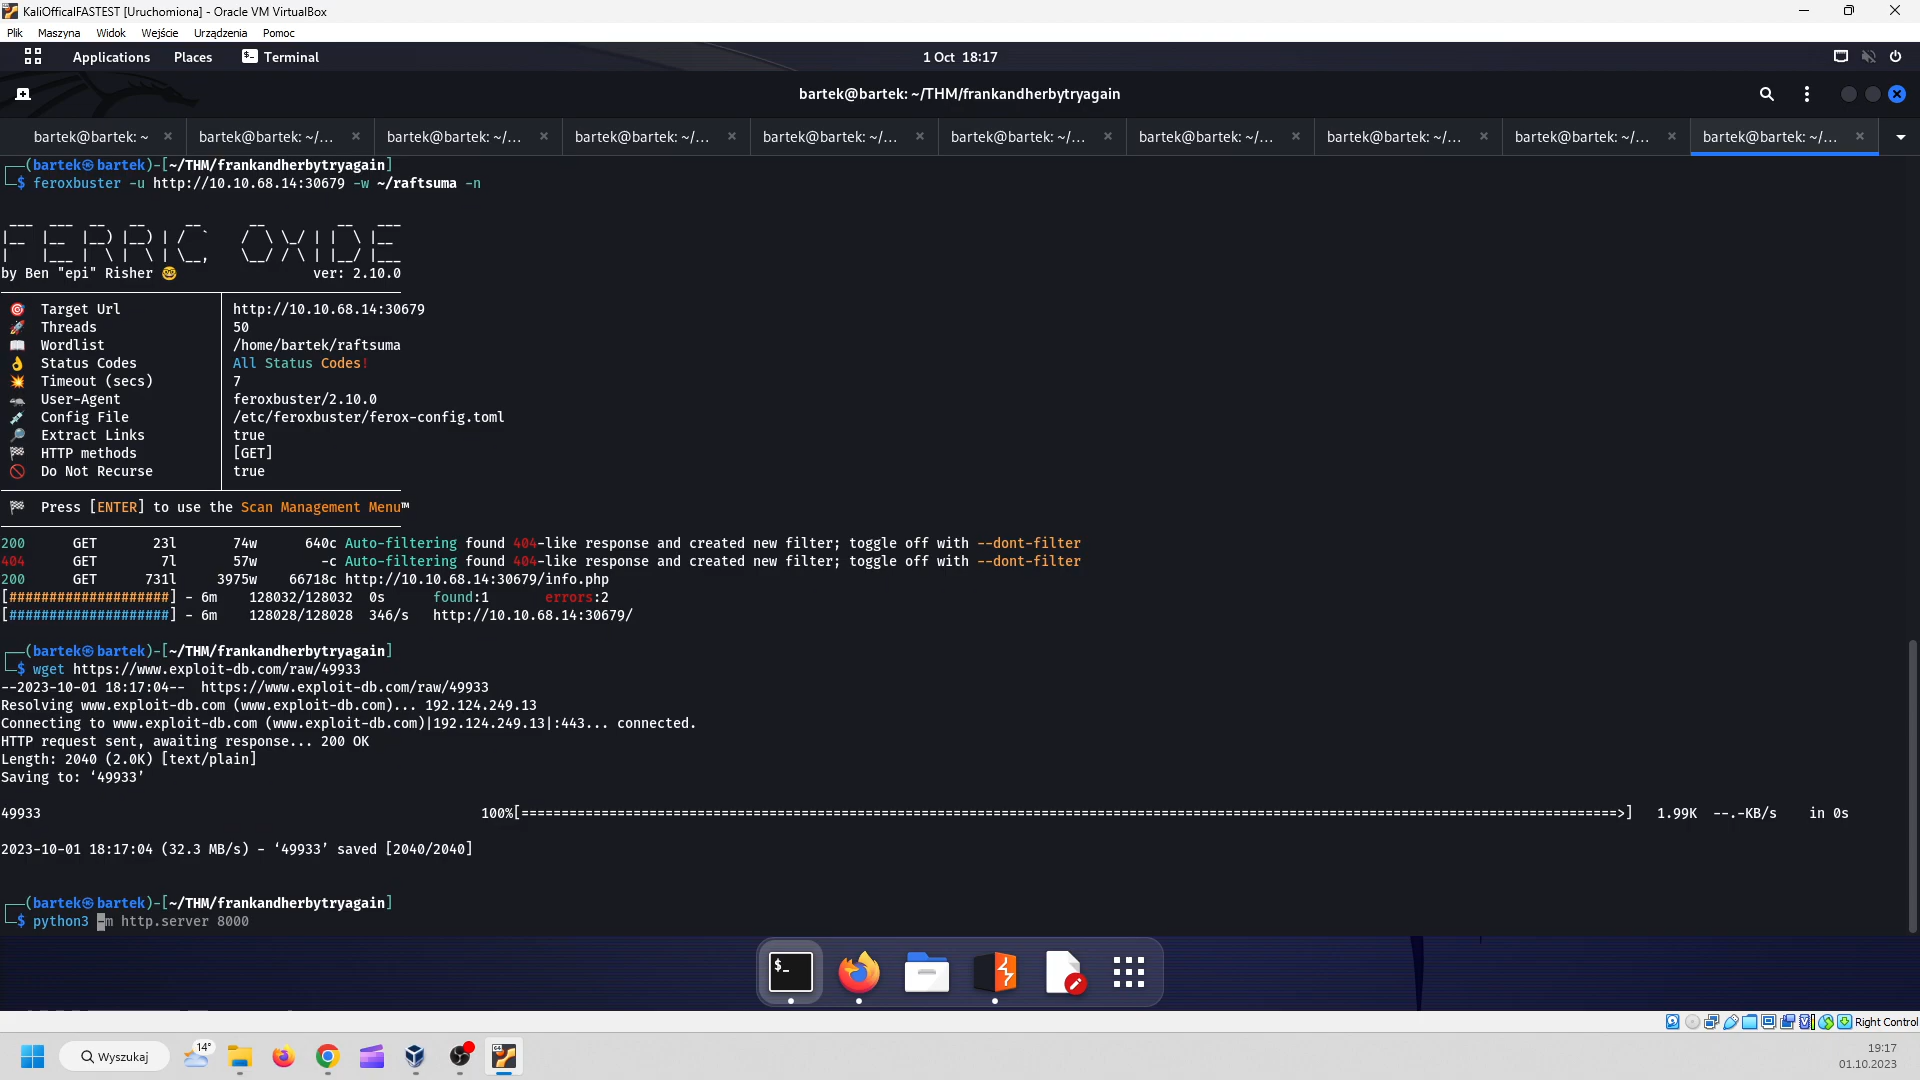 KaliOfficalFASTEST [Uruchomiona] - Oracle VM VirtualBox
Plik Maszyna Widok Wejście Urządzenia Pomoc
Applications Places Terminal 1 Oct 18:17
bartek@bartek: ~/THM/frankandherbytryagain
bartek@bartek: ~ bartek@bartek: ~/... bartek@bartek: ~/... bartek@bartek: ~/... bartek@bartek: ~/... bartek@bartek: ~/... bartek@bartek: ~/... bartek@bartek: ~/... bartek@bartek: ~/... bartek@bartek: ~/...
┌──(bartek㉿bartek)-[~/THM/frankandherbytryagain]
└─$ feroxbuster -u http://10.10.68.14:30679 -w ~/raftsuma -n
FERRIC OXIDE
by Ben "epi" Risher 🤓 ver: 2.10.0
🎯 Target Url │ http://10.10.68.14:30679
🚀 Threads │ 50
📖 Wordlist │ /home/bartek/raftsuma
👌 Status Codes │ All Status Codes!
💥 Timeout (secs) │ 7
🦡 User-Agent │ feroxbuster/2.10.0
💉 Config File │ /etc/feroxbuster/ferox-config.toml
🔎 Extract Links │ true
🏁 HTTP methods │ [GET]
🚫 Do Not Recurse │ true
🏁 Press [ENTER] to use the Scan Management Menu™
200 GET 23l 74w 640c Auto-filtering found 404-like response and created new filter; toggle off with --dont-filter
404 GET 7l 57w -c Auto-filtering found 404-like response and created new filter; toggle off with --dont-filter
200 GET 731l 3975w 66718c http://10.10.68.14:30679/info.php
[####################] - 6m 128032/128032 0s found:1 errors:2
[####################] - 6m 128028/128028 346/s http://10.10.68.14:30679/
┌──(bartek㉿bartek)-[~/THM/frankandherbytryagain]
└─$ wget https://www.exploit-db.com/raw/49933
--2023-10-01 18:17:04-- https://www.exploit-db.com/raw/49933
Resolving www.exploit-db.com (www.exploit-db.com)... 192.124.249.13
Connecting to www.exploit-db.com (www.exploit-db.com)|192.124.249.13|:443... connected.
HTTP request sent, awaiting response... 200 OK
Length: 2040 (2.0K) [text/plain]
Saving to: ‘49933’
49933 100%[=========================================================================================================================================>] 1.99K --.-KB/s in 0s
2023-10-01 18:17:04 (32.3 MB/s) - ‘49933’ saved [2040/2040]
┌──(bartek㉿bartek)-[~/THM/frankandherbytryagain]
└─$ python3 -m http.server 8000
Right Control
14°
Wyszukaj
19:17
01.10.2023